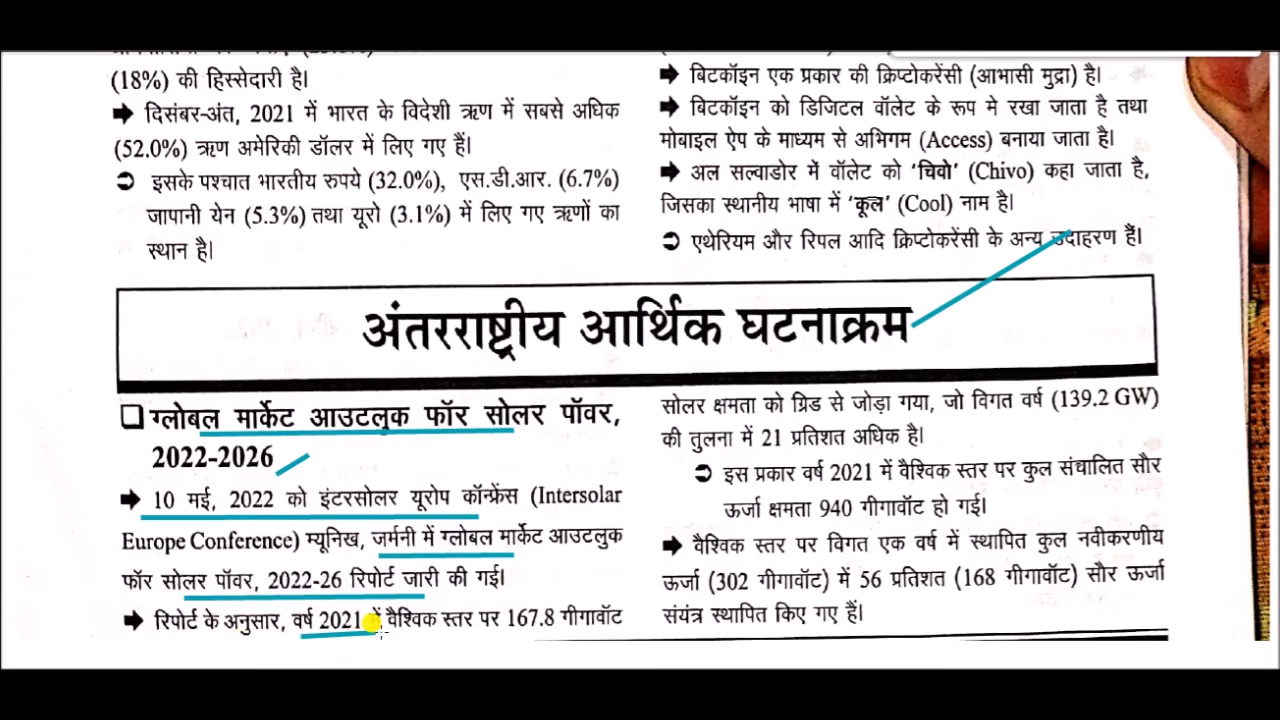 (18%) की हिस्सेदारी है।
➡ दिसंबर-अंत, 2021 में भारत के विदेशी ऋण में सबसे अधिक
(52.0%) ऋण अमेरिकी डॉलर में लिए गए हैं।
➲ इसके पश्चात भारतीय रुपये (32.0%), एस.डी.आर. (6.7%)
जापानी येन (5.3%) तथा यूरो (3.1%) में लिए गए ऋणों का
स्थान है।
➡ बिटकॉइन एक प्रकार की क्रिप्टोकरेंसी (आभासी मुद्रा) है।
➡ बिटकॉइन को डिजिटल वॉलेट के रूप मे रखा जाता है तथा
मोबाइल ऐप के माध्यम से अभिगम (Access) बनाया जाता है।
➡ अल सल्वाडोर में वॉलेट को ‘चिवो’ (Chivo) कहा जाता है,
जिसका स्थानीय भाषा में ‘कूल’ (Cool) नाम है।
➲ एथेरियम और रिपल आदि क्रिप्टोकरेंसी के अन्य उदाहरण हैं।
अंतरराष्ट्रीय आर्थिक घटनाक्रम
❑ ग्लोबल मार्केट आउटलुक फॉर सोलर पॉवर,
2022-2026
➡ 10 मई, 2022 को इंटरसोलर यूरोप कॉन्फ्रेंस (Intersolar
Europe Conference) म्यूनिख, जर्मनी में ग्लोबल मार्केट आउटलुक
फॉर सोलर पॉवर, 2022-26 रिपोर्ट जारी की गई।
➡ रिपोर्ट के अनुसार, वर्ष 2021 में वैश्विक स्तर पर 167.8 गीगावॉट
सोलर क्षमता को ग्रिड से जोड़ा गया, जो विगत वर्ष (139.2 GW)
की तुलना में 21 प्रतिशत अधिक है।
➲ इस प्रकार वर्ष 2021 में वैश्विक स्तर पर कुल संचालित सौर
ऊर्जा क्षमता 940 गीगावॉट हो गई।
➡ वैश्विक स्तर पर विगत एक वर्ष में स्थापित कुल नवीकरणीय
ऊर्जा (302 गीगावॉट) में 56 प्रतिशत (168 गीगावॉट) सौर ऊर्जा
संयंत्र स्थापित किए गए हैं।